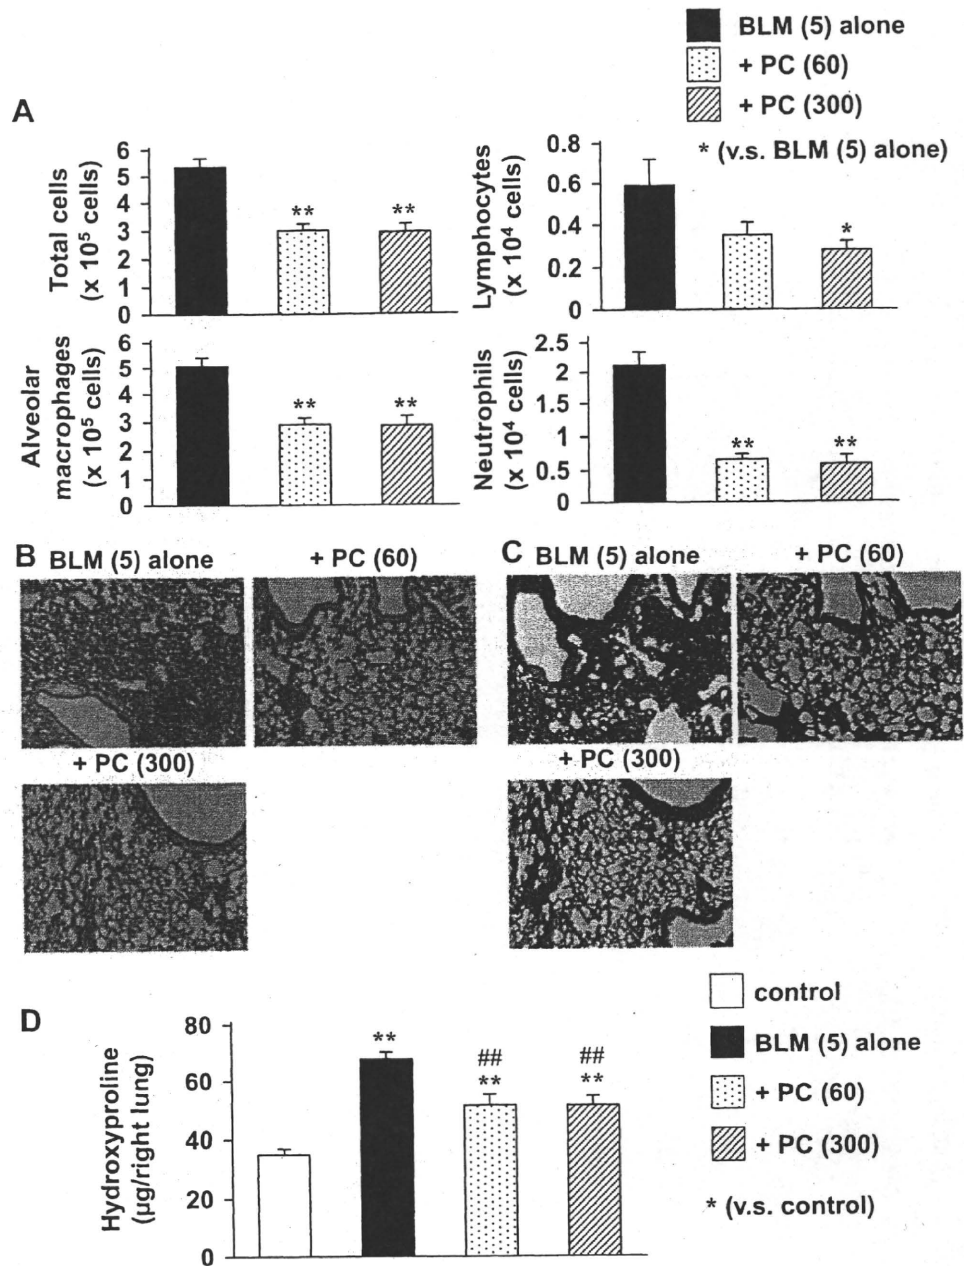 BLM (5) alone
+ PC (60)
+ PC (300)
* (v.s. BLM (5) alone)
A
Total cells
(x 10⁵ cells)
6
5
4
3
2
1
0
**
**
Lymphocytes
(x 10⁴ cells)
0.8
0.6
0.4
0.2
0
*
Alveolar
macrophages
(x 10⁵ cells)
6
5
4
3
2
1
0
**
**
Neutrophils
(x 10⁴ cells)
2.5
2
1.5
1
0.5
0
**
**
B
BLM (5) alone
+ PC (60)
+ PC (300)
C
BLM (5) alone
+ PC (60)
+ PC (300)
D
Hydroxyproline
(µg/right lung)
80
60
40
20
0
**
##
**
##
**
control
BLM (5) alone
+ PC (60)
+ PC (300)
* (v.s. control)